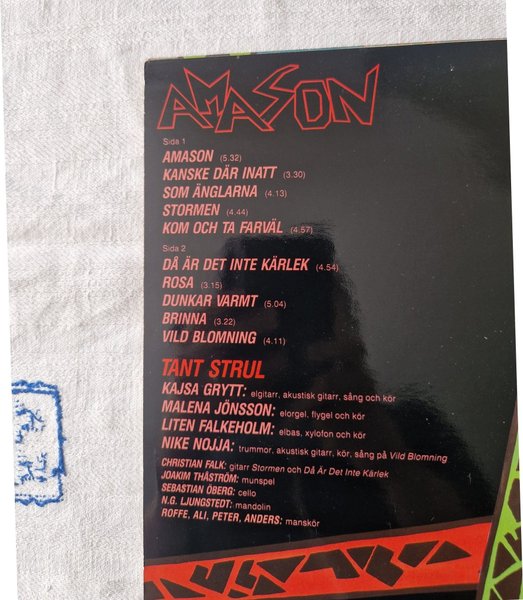 AMASON
Sida 1
AMASON (5.32)
KANSKE DÄR INATT (3.30)
SOM ÄNGLARNA (4.13)
STORMEN (4.44)
KOM OCH TA FARVÄL (4.57)
Sida 2
DÅ ÄR DET INTE KÄRLEK (4.54)
ROSA (3.15)
DUNKAR VARMT (5.04)
BRINNA (3.22)
VILD BLOMNING (4.11)
TANT STRUL
KAJSA GRYTT: elgitarr, akustisk gitarr, sång och kör
MALENA JÖNSSON: elorgel, flygel och kör
LITEN FALKEHOLM: elbas, xylofon och kör
NIKE NOJJA: trummor, akustisk gitarr, kör, sång på Vild Blomning
CHRISTIAN FALK: gitarr Stormen och Då Är Det Inte Kärlek
JOAKIM THÅSTRÖM: munspel
SEBASTIAN ÖBERG: cello
N.G. LJUNGSTEDT: mandolin
ROFFE, ALI, PETER, ANDERS: manskör